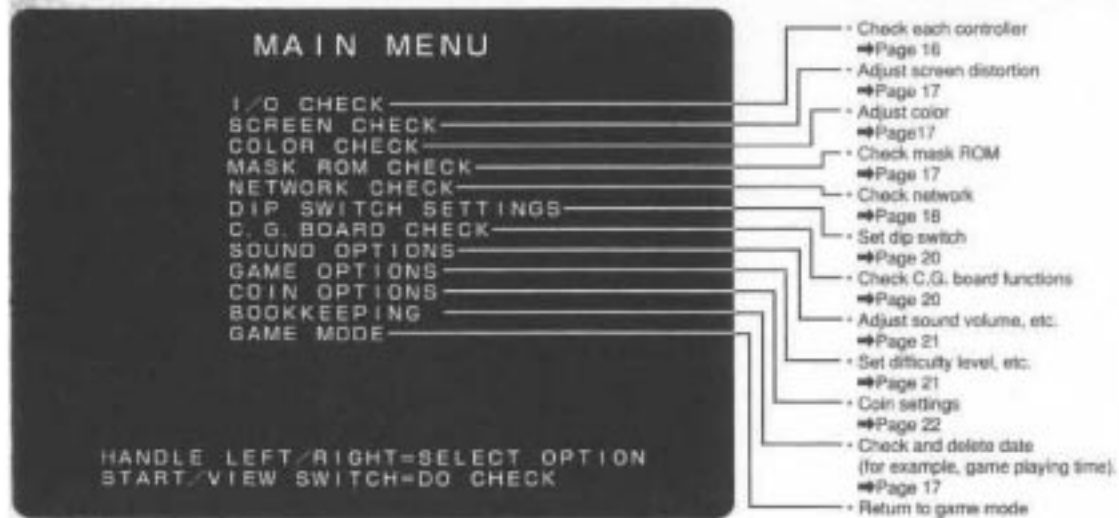 MAIN MENU
I/O CHECK
SCREEN CHECK
COLOR CHECK
MASK ROM CHECK
NETWORK CHECK
DIP SWITCH SETTINGS
C.G.BOARD CHECK
SOUND OPTIONS
GAME OPTIONS
COIN OPTIONS
BOOKKEEPING
GAME MODE
HANDLE LEFT/RIGHT=SELECT OPTION
START/VIEW SWITCH=DO CHECK
• Check each controller
➡Page 16
• Adjust screen distortion
➡Page 17
• Adjust color
➡Page17
• Check mask ROM
➡Page 17
• Check network
➡Page 18
• Set dip switch
➡Page 20
• Check C.G. board functions
➡Page 20
• Adjust sound volume, etc.
➡Page 21
• Set difficulty level, etc.
➡Page 21
• Coin settings
➡Page 22
• Check and delete date
(for example, game playing time).
➡Page 17
• Return to game mode